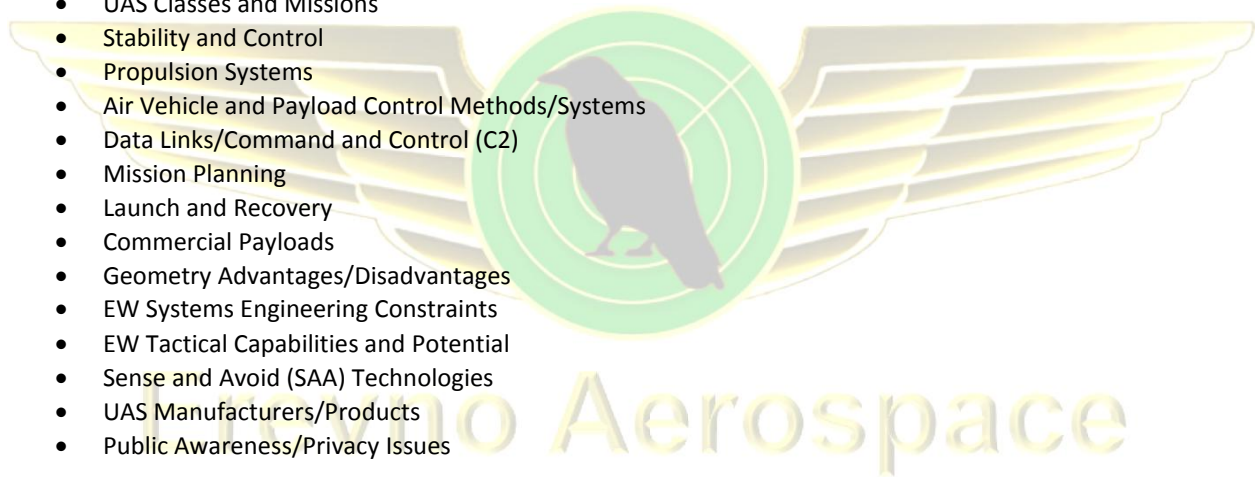 • UAS Classes and Missions
• Stability and Control
• Propulsion Systems
• Air Vehicle and Payload Control Methods/Systems
• Data Links/Command and Control (C2)
• Mission Planning
• Launch and Recovery
• Commercial Payloads
• Geometry Advantages/Disadvantages
• EW Systems Engineering Constraints
• EW Tactical Capabilities and Potential
• Sense and Avoid (SAA) Technologies
• UAS Manufacturers/Products
• Public Awareness/Privacy Issues
Aerospace